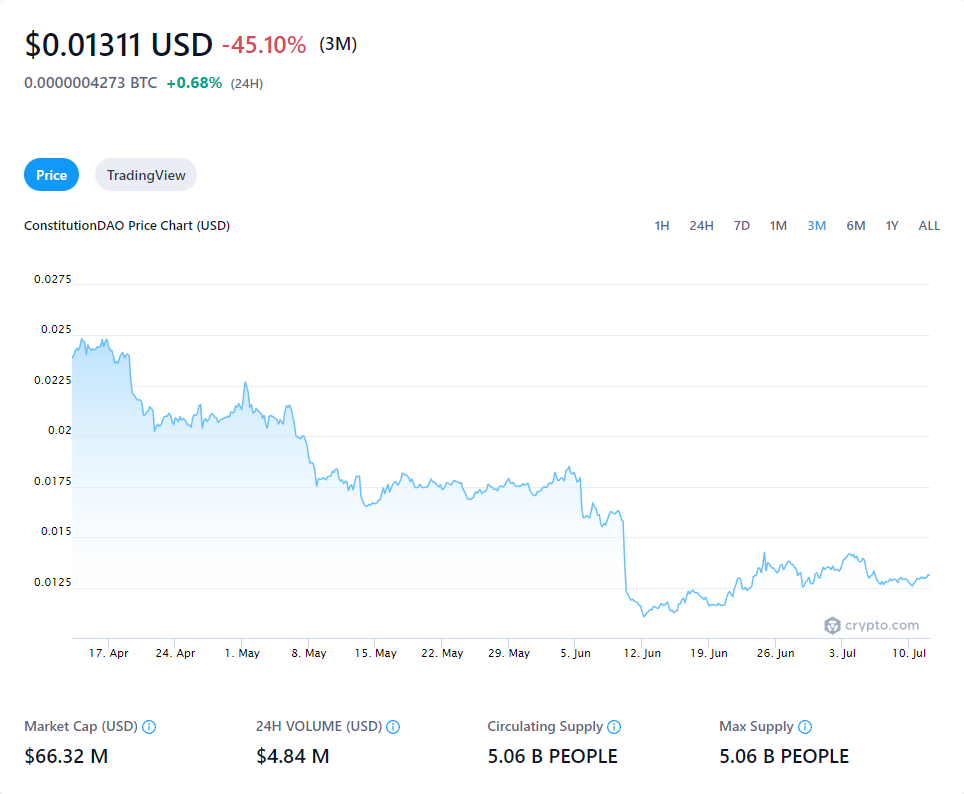 $0.01311 USD -45.10% (3M)
0.0000004273 BTC +0.68% (24H)
Price TradingView
ConstitutionDAO Price Chart (USD) 1H 24H 7D 1M 3M 6M 1Y ALL
0.0275
0.025
0.0225
0.02
0.0175
0.015
0.0125
crypto.com
17. Apr 24. Apr 1. May 8. May 15. May 22. May 29. May 5. Jun 12. Jun 19. Jun 26. Jun 3. Jul 10. Jul
Market Cap (USD) 24H VOLUME (USD) Circulating Supply Max Supply
$66.32 M $4.84 M 5.06 B PEOPLE 5.06 B PEOPLE